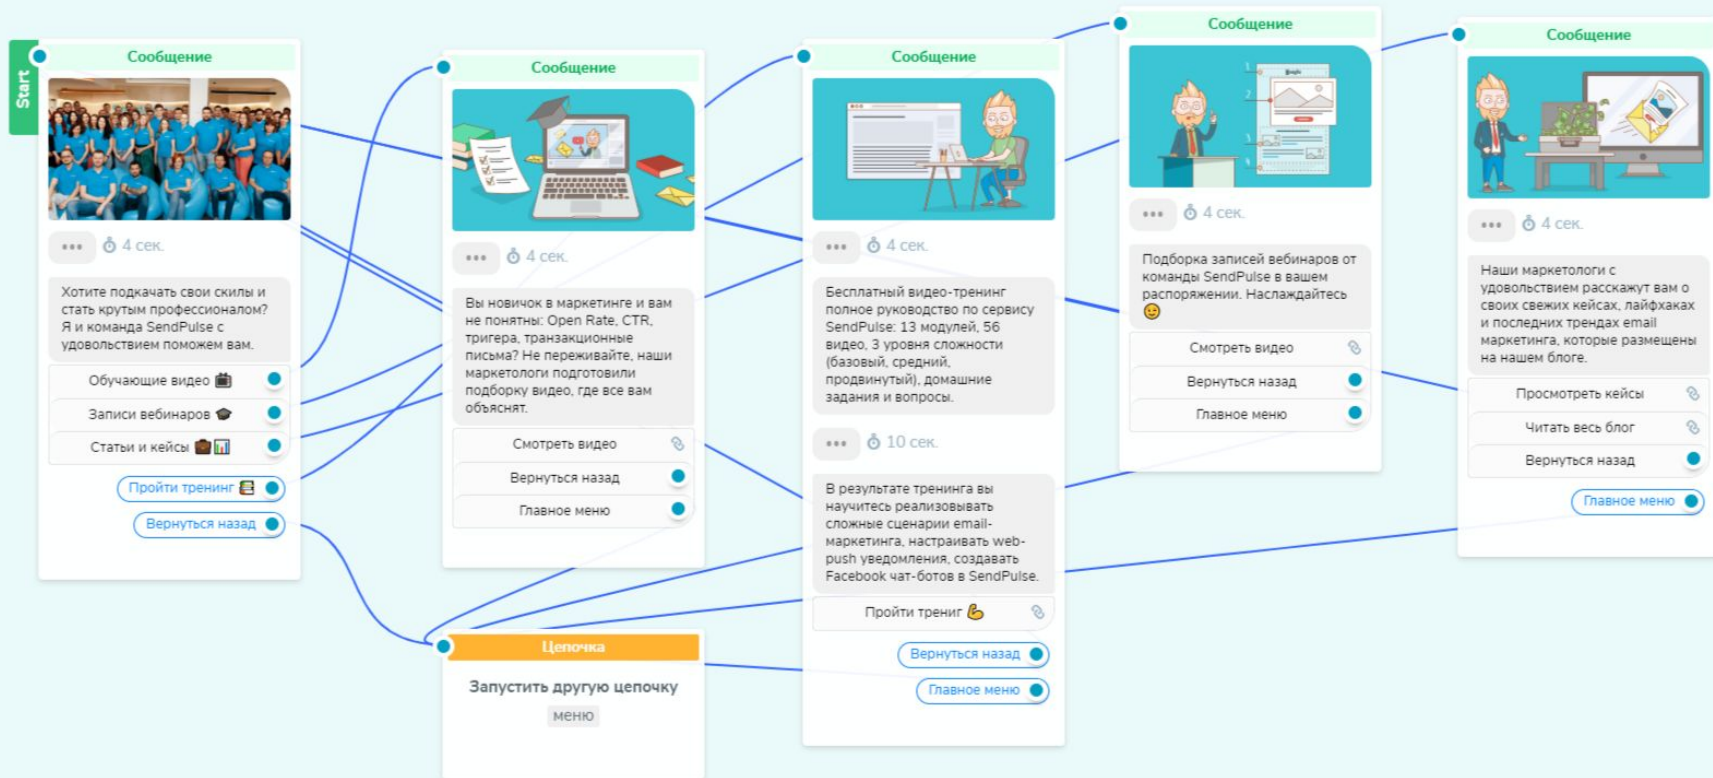 Start
Сообщение
4 сек.
Хотите подкачать свои скилы и
стать крутым профессионалом?
Я и команда SendPulse с
удовольствием поможем вам.
Обучающие видео
Записи вебинаров
Статьи и кейсы
Пройти тренинг
Вернуться назад
Сообщение
4 сек.
Вы новичок в маркетинге и вам
не понятны: Open Rate, CTR,
тригера, транзакционные
письма? Не переживайте, наши
маркетологи подготовили
подборку видео, где все вам
объяснят.
Смотреть видео
Вернуться назад
Главное меню
Цепочка
Запустить другую цепочку
меню
Сообщение
4 сек.
Бесплатный видео-тренинг
полное руководство по сервису
SendPulse: 13 модулей, 56
видео, 3 уровня сложности
(базовый, средний,
продвинутый), домашние
задания и вопросы.
10 сек.
В результате тренинга вы
научитесь реализовывать
сложные сценарии email-
маркетинга, настраивать web-
push уведомления, создавать
Facebook чат-ботов в SendPulse.
Пройти трениг
Вернуться назад
Главное меню
Сообщение
1
2
3
4
Google
4 сек.
Подборка записей вебинаров от
команды SendPulse в вашем
распоряжении. Наслаждайтесь
Смотреть видео
Вернуться назад
Главное меню
Сообщение
4 сек.
Наши маркетологи с
удовольствием расскажут вам о
своих свежих кейсах, лайфхаках
и последних трендах email
маркетинга, которые размещены
на нашем блоге.
Просмотреть кейсы
Читать весь блог
Вернуться назад
Главное меню